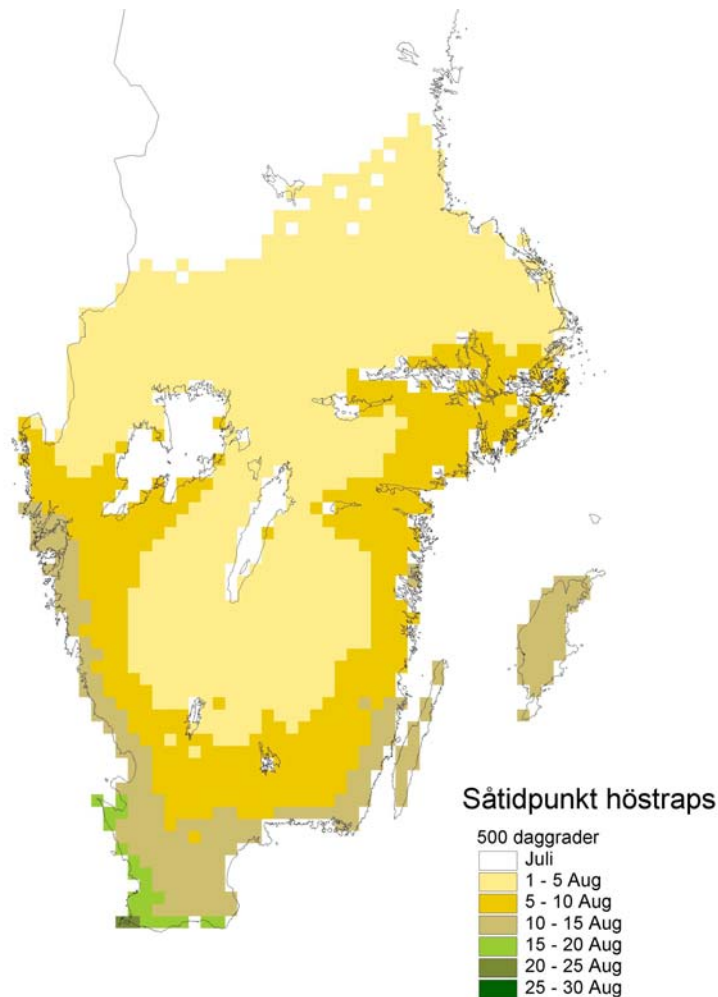 Såtidpunkt höstraps
500 daggrader
Juli
1 - 5 Aug
5 - 10 Aug
10 - 15 Aug
15 - 20 Aug
20 - 25 Aug
25 - 30 Aug